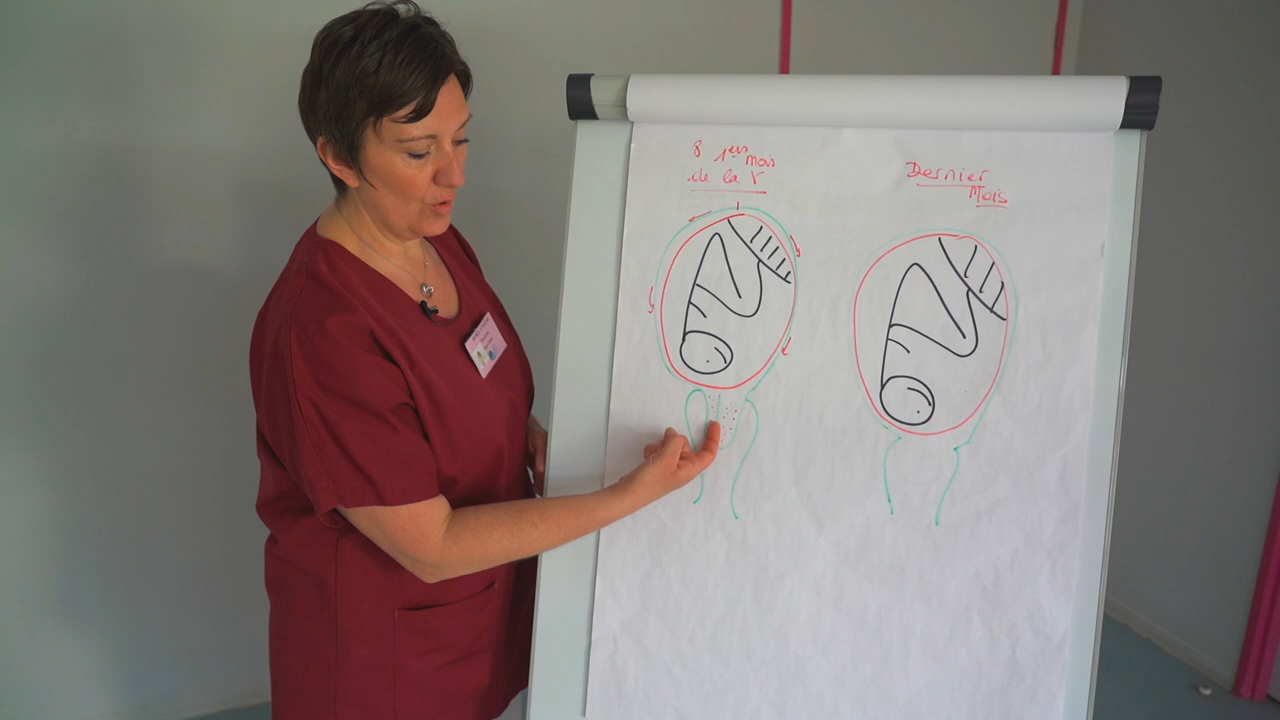 8 1ers mois
de la γ
Dernier
Mois